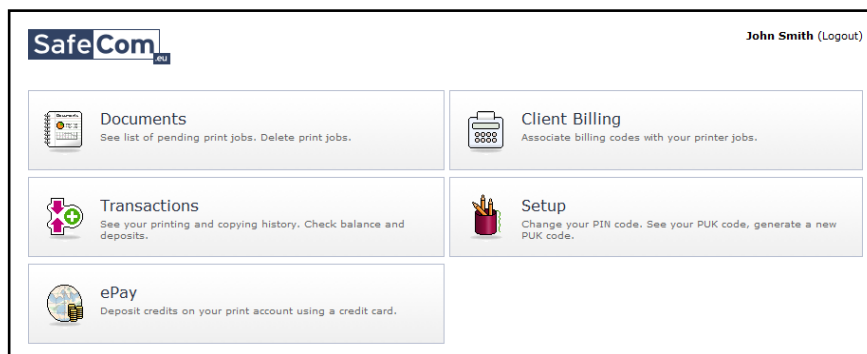 SafeCom
.eu
John Smith (Logout)
Documents
See list of pending print jobs. Delete print jobs.
Client Billing
Associate billing codes with your printer jobs.
Transactions
See your printing and copying history. Check balance and
deposits.
Setup
Change your PIN code. See your PUK code, generate a new
PUK code.
ePay
Deposit credits on your print account using a credit card.